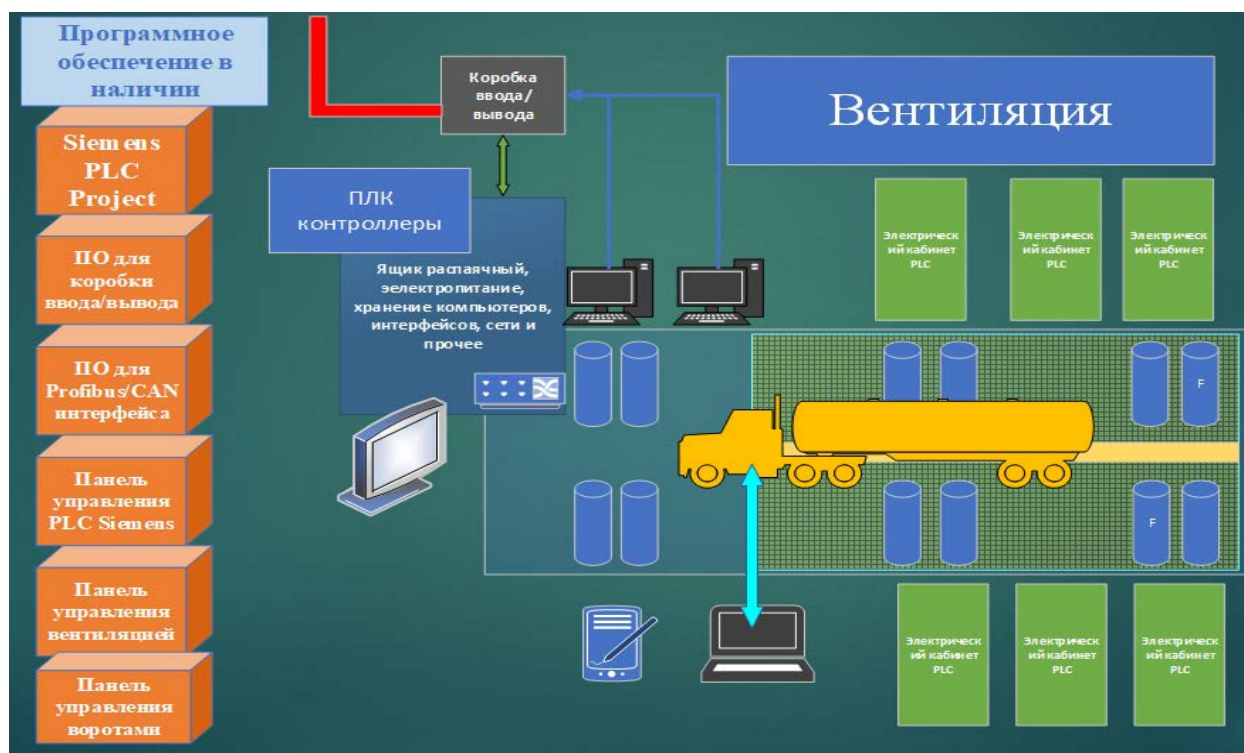 Программное
обеспечение в
наличии
Siemens
PLC
Project
ПО для
коробки
ввода/вывода
ПО для
Profibus/CAN
интерфейса
Панель
управления
PLC Siemens
Панель
управления
вентиляцией
Панель
управления
воротами
Коробка
ввода/
вывода
ПЛК
контроллеры
Ящик распаячный,
эелектропитание,
хранение компьютеров,
интерфейсов, сети и
прочее
Вентиляция
Электрическ
ий кабинет
PLC
Электрическ
ий кабинет
PLC
Электрическ
ий кабинет
PLC
F
F
Электрическ
ий кабинет
PLC
Электрическ
ий кабинет
PLC
Электрическ
ий кабинет
PLC